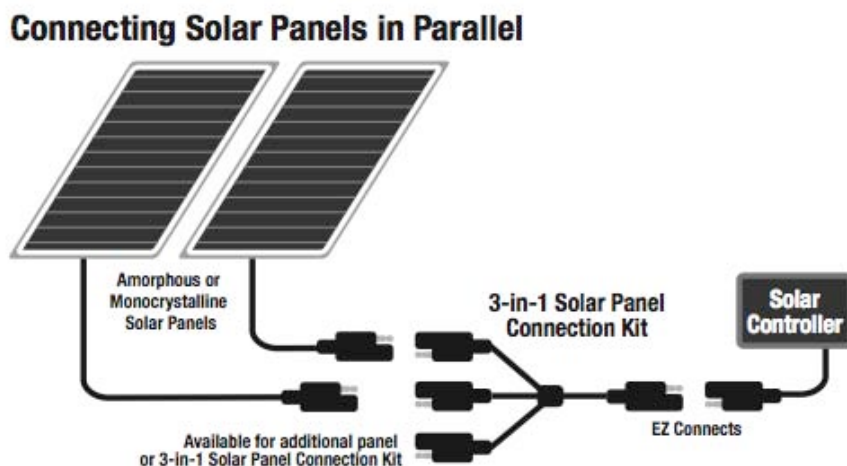 Connecting Solar Panels in Parallel
Amorphous or
Monocrystalline
Solar Panels
3-in-1 Solar Panel
Connection Kit
Solar
Controller
EZ Connects
Available for additional panel
or 3-in-1 Solar Panel Connection Kit